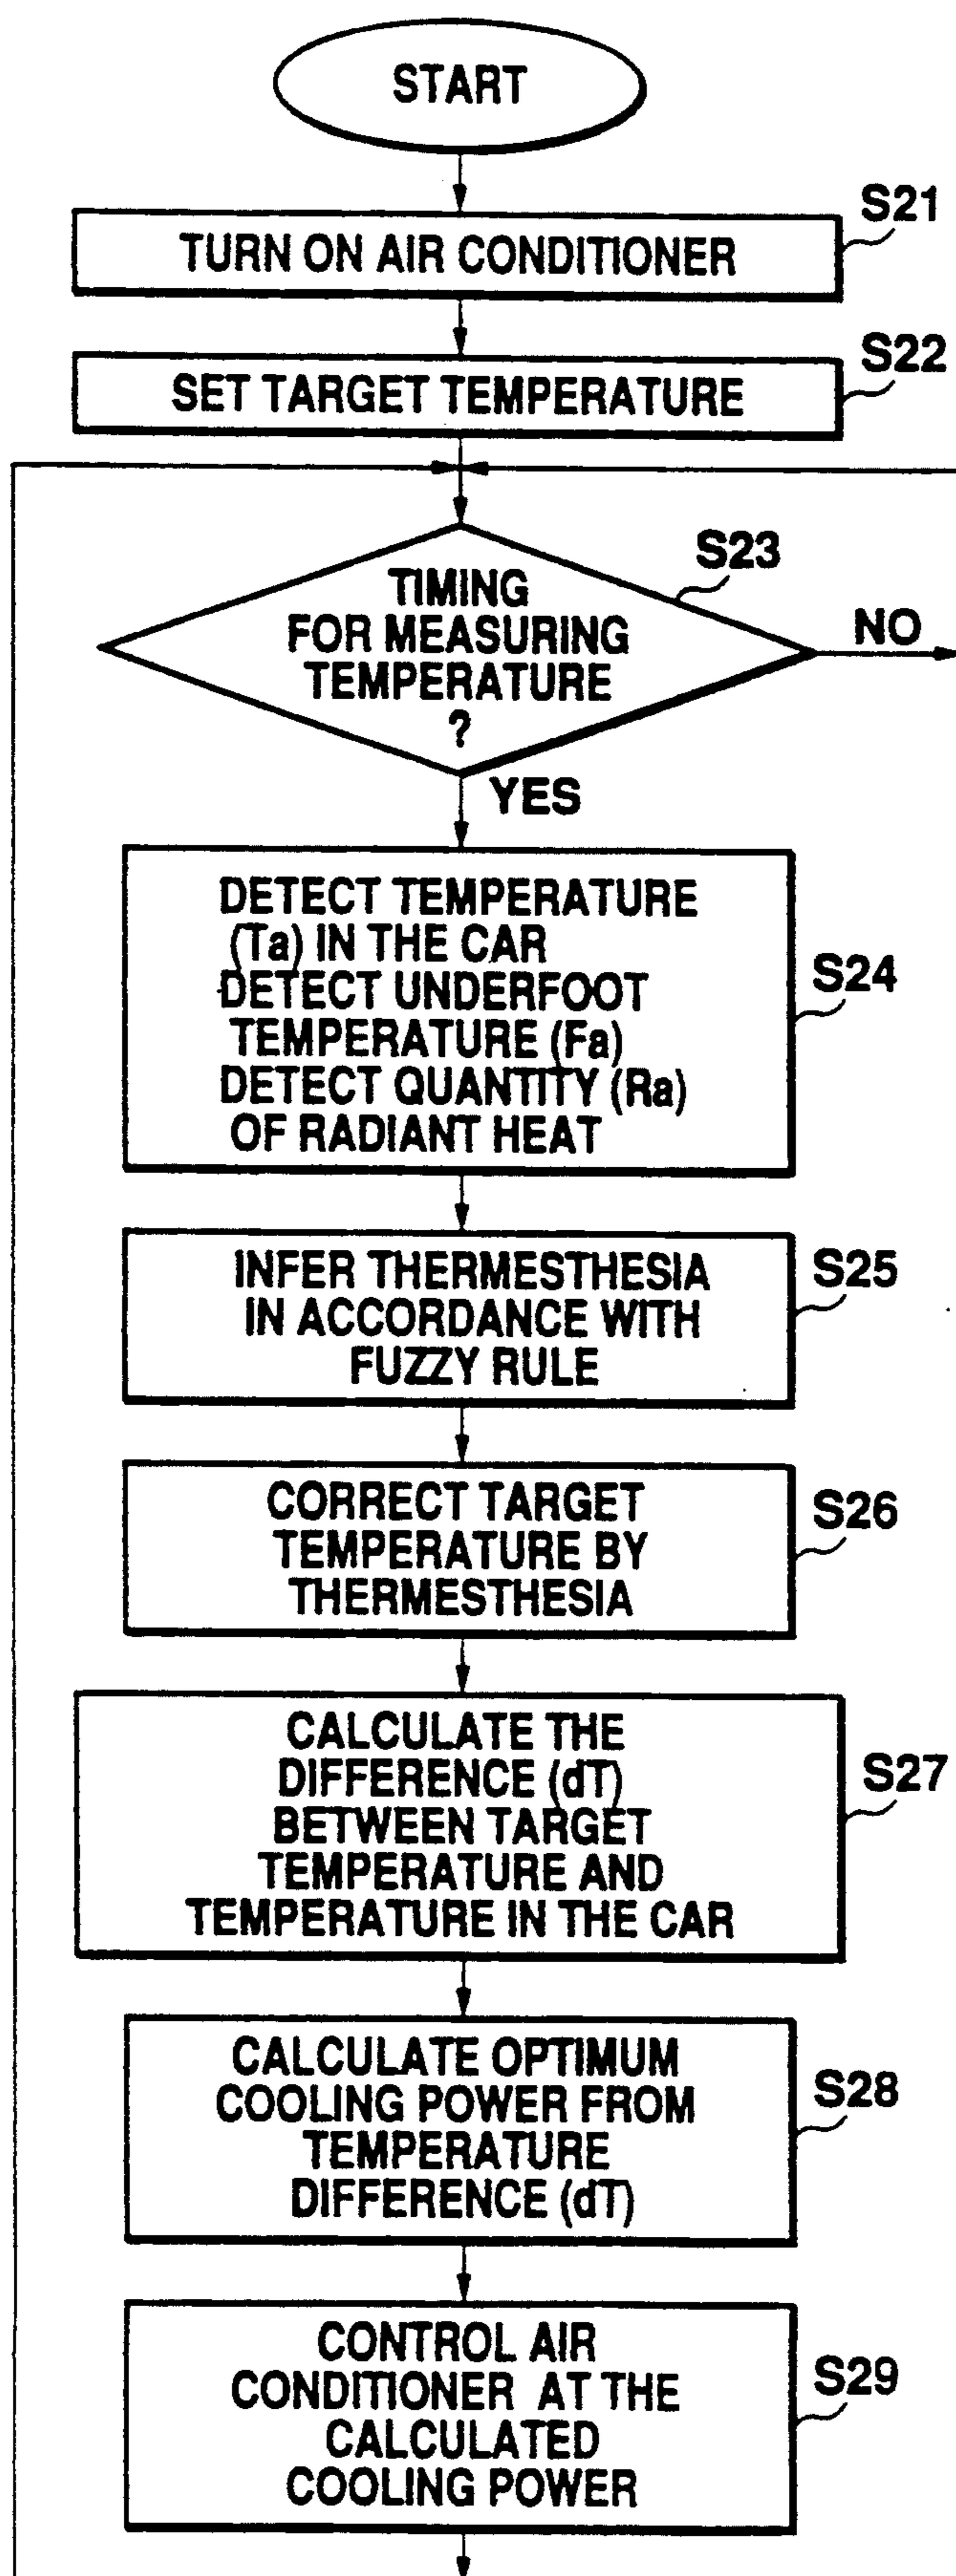 START
S21
TURN ON AIR CONDITIONER
S22
SET TARGET TEMPERATURE
S23
TIMING
FOR MEASURING
TEMPERATURE
?
NO
YES
S24
DETECT TEMPERATURE
(Ta) IN THE CAR
DETECT UNDERFOOT
TEMPERATURE (Fa)
DETECT QUANTITY (Ra)
OF RADIANT HEAT
S25
INFER THERMESTHESIA
IN ACCORDANCE WITH
FUZZY RULE
S26
CORRECT TARGET
TEMPERATURE BY
THERMESTHESIA
S27
CALCULATE THE
DIFFERENCE (dT)
BETWEEN TARGET
TEMPERATURE AND
TEMPERATURE IN THE CAR
S28
CALCULATE OPTIMUM
COOLING POWER FROM
TEMPERATURE
DIFFERENCE (dT)
S29
CONTROL AIR
CONDITIONER AT THE
CALCULATED
COOLING POWER